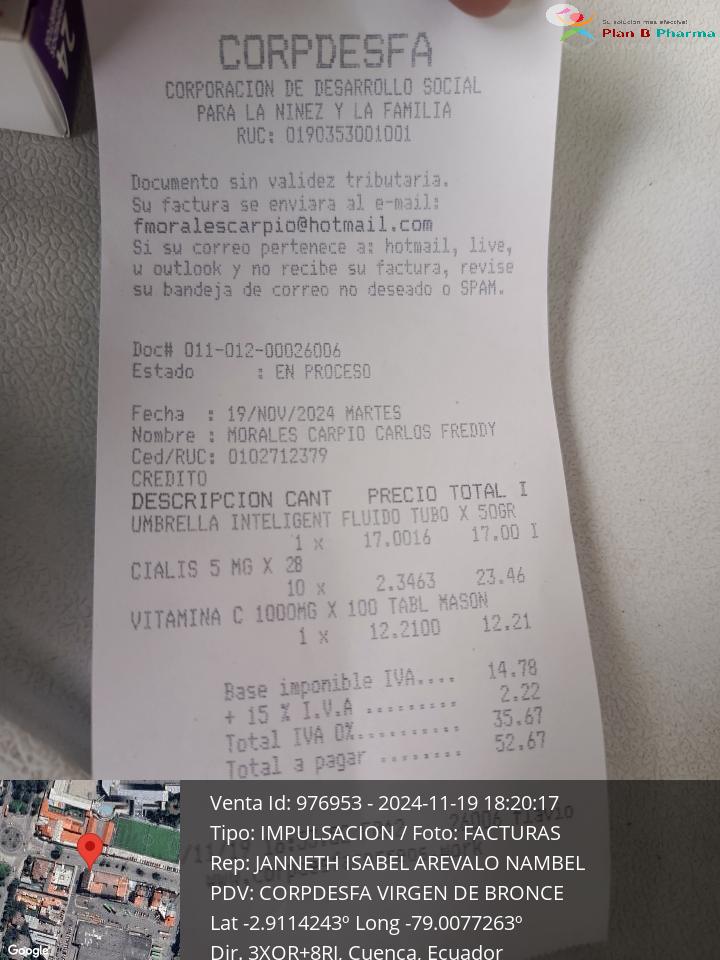 Su solucion mas efectiva!
Plan B Pharma
24
CORPDESFA
CORPORACION DE DESARROLLO SOCIAL
PARA LA NINEZ Y LA FAMILIA
RUC: 0190353001001
Documento sin validez tributaria.
Su factura se enviara al e-mail:
fmoralescarpio@hotmail.com
Si su correo pertenece a: hotmail, live,
u outlook y no recibe su factura, revise
su bandeja de correo no deseado o SPAM.
Doc# 011-012-00026006
Estado : EN PROCESO
Fecha : 19/NOV/2024 MARTES
Nombre : MORALES CARPIO CARLOS FREDDY
Ced/RUC: 0102712379
CREDITO
DESCRIPCION CANT PRECIO TOTAL I
UMBRELLA INTELIGENT FLUIDO TUBO X 50GR
1 x 17.0016 17.00 I
CIALIS 5 MG X 28
10 x 2.3463 23.46
VITAMINA C 1000MG X 100 TABL MASON
1 x 12.2100 12.21
Base imponible IVA.... 14.78
+ 15 % I.V.A ......... 2.22
Total IVA 0%.......... 35.67
Total a pagar ........ 52.67
Venta Id: 976953 - 2024-11-19 18:20:17
Tipo: IMPULSACION / Foto: FACTURAS
Rep: JANNETH ISABEL AREVALO NAMBEL
PDV: CORPDESFA VIRGEN DE BRONCE
Lat -2.9114243º Long -79.0077263º
Dir. 3XQR+8RJ, Cuenca, Ecuador
Google